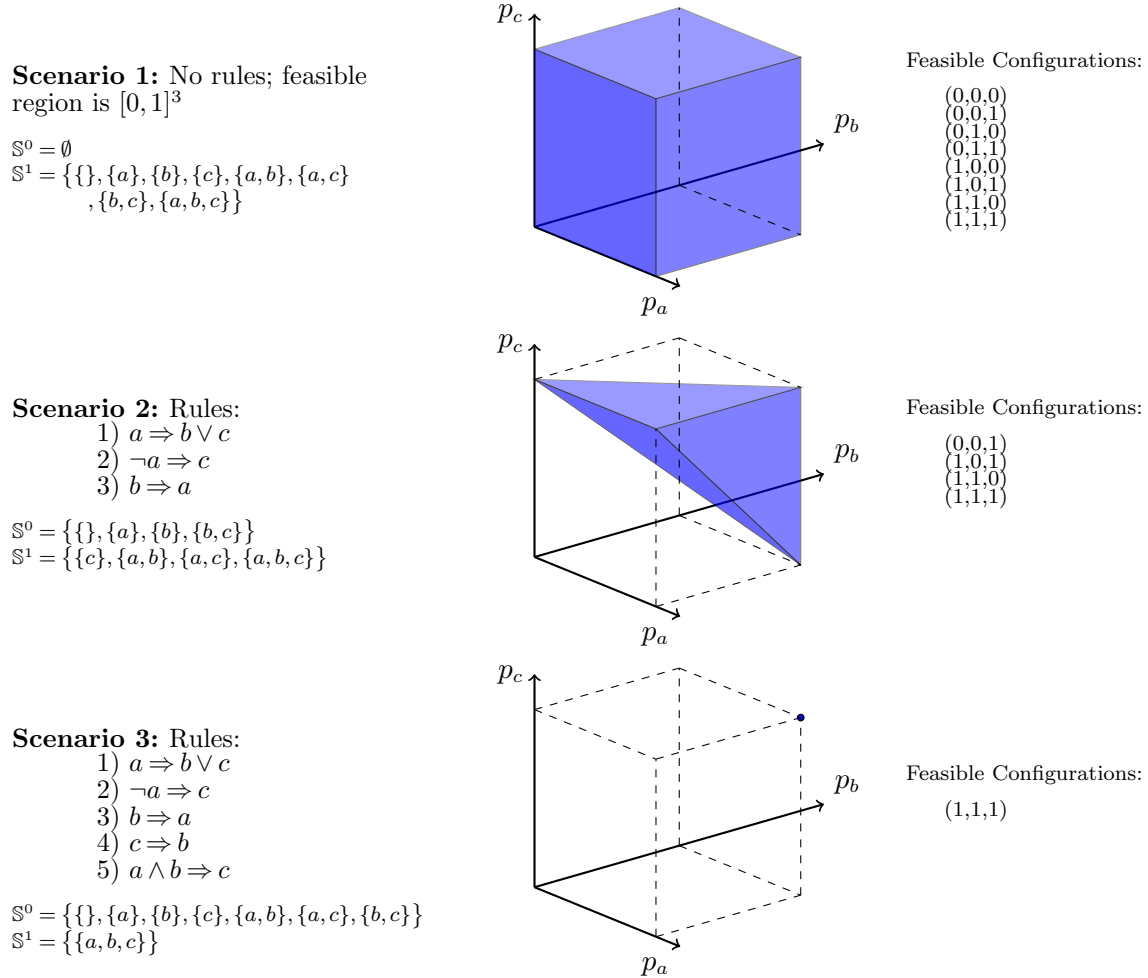 Scenario 1: No rules; feasible
region is [0, 1]³
𝕊⁰ = ∅
𝕊¹ = {{}, {a}, {b}, {c}, {a, b}, {a, c}
, {b, c}, {a, b, c}}
p_c
p_b
p_a
Feasible Configurations:
(0,0,0)
(0,0,1)
(0,1,0)
(0,1,1)
(1,0,0)
(1,0,1)
(1,1,0)
(1,1,1)
Scenario 2: Rules:
1) a ⇒ b ∨ c
2) ¬a ⇒ c
3) b ⇒ a
𝕊⁰ = {{}, {a}, {b}, {b, c}}
𝕊¹ = {{c}, {a, b}, {a, c}, {a, b, c}}
p_c
p_b
p_a
Feasible Configurations:
(0,0,1)
(1,0,1)
(1,1,0)
(1,1,1)
Scenario 3: Rules:
1) a ⇒ b ∨ c
2) ¬a ⇒ c
3) b ⇒ a
4) c ⇒ b
5) a ∧ b ⇒ c
𝕊⁰ = {{}, {a}, {b}, {c}, {a, b}, {a, c}, {b, c}}
𝕊¹ = {{a, b, c}}
p_c
p_b
p_a
Feasible Configurations:
(1,1,1)